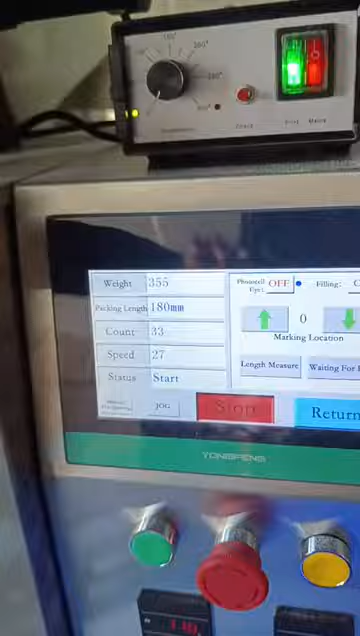 Weight 355
Packing Length 180mm
Count 33
Speed 27
Status Start
JOG
Stop
Photocell Eye: OFF
Filling:
0
Marking Location
Length Measure
Waiting For
Return
YONGFENG